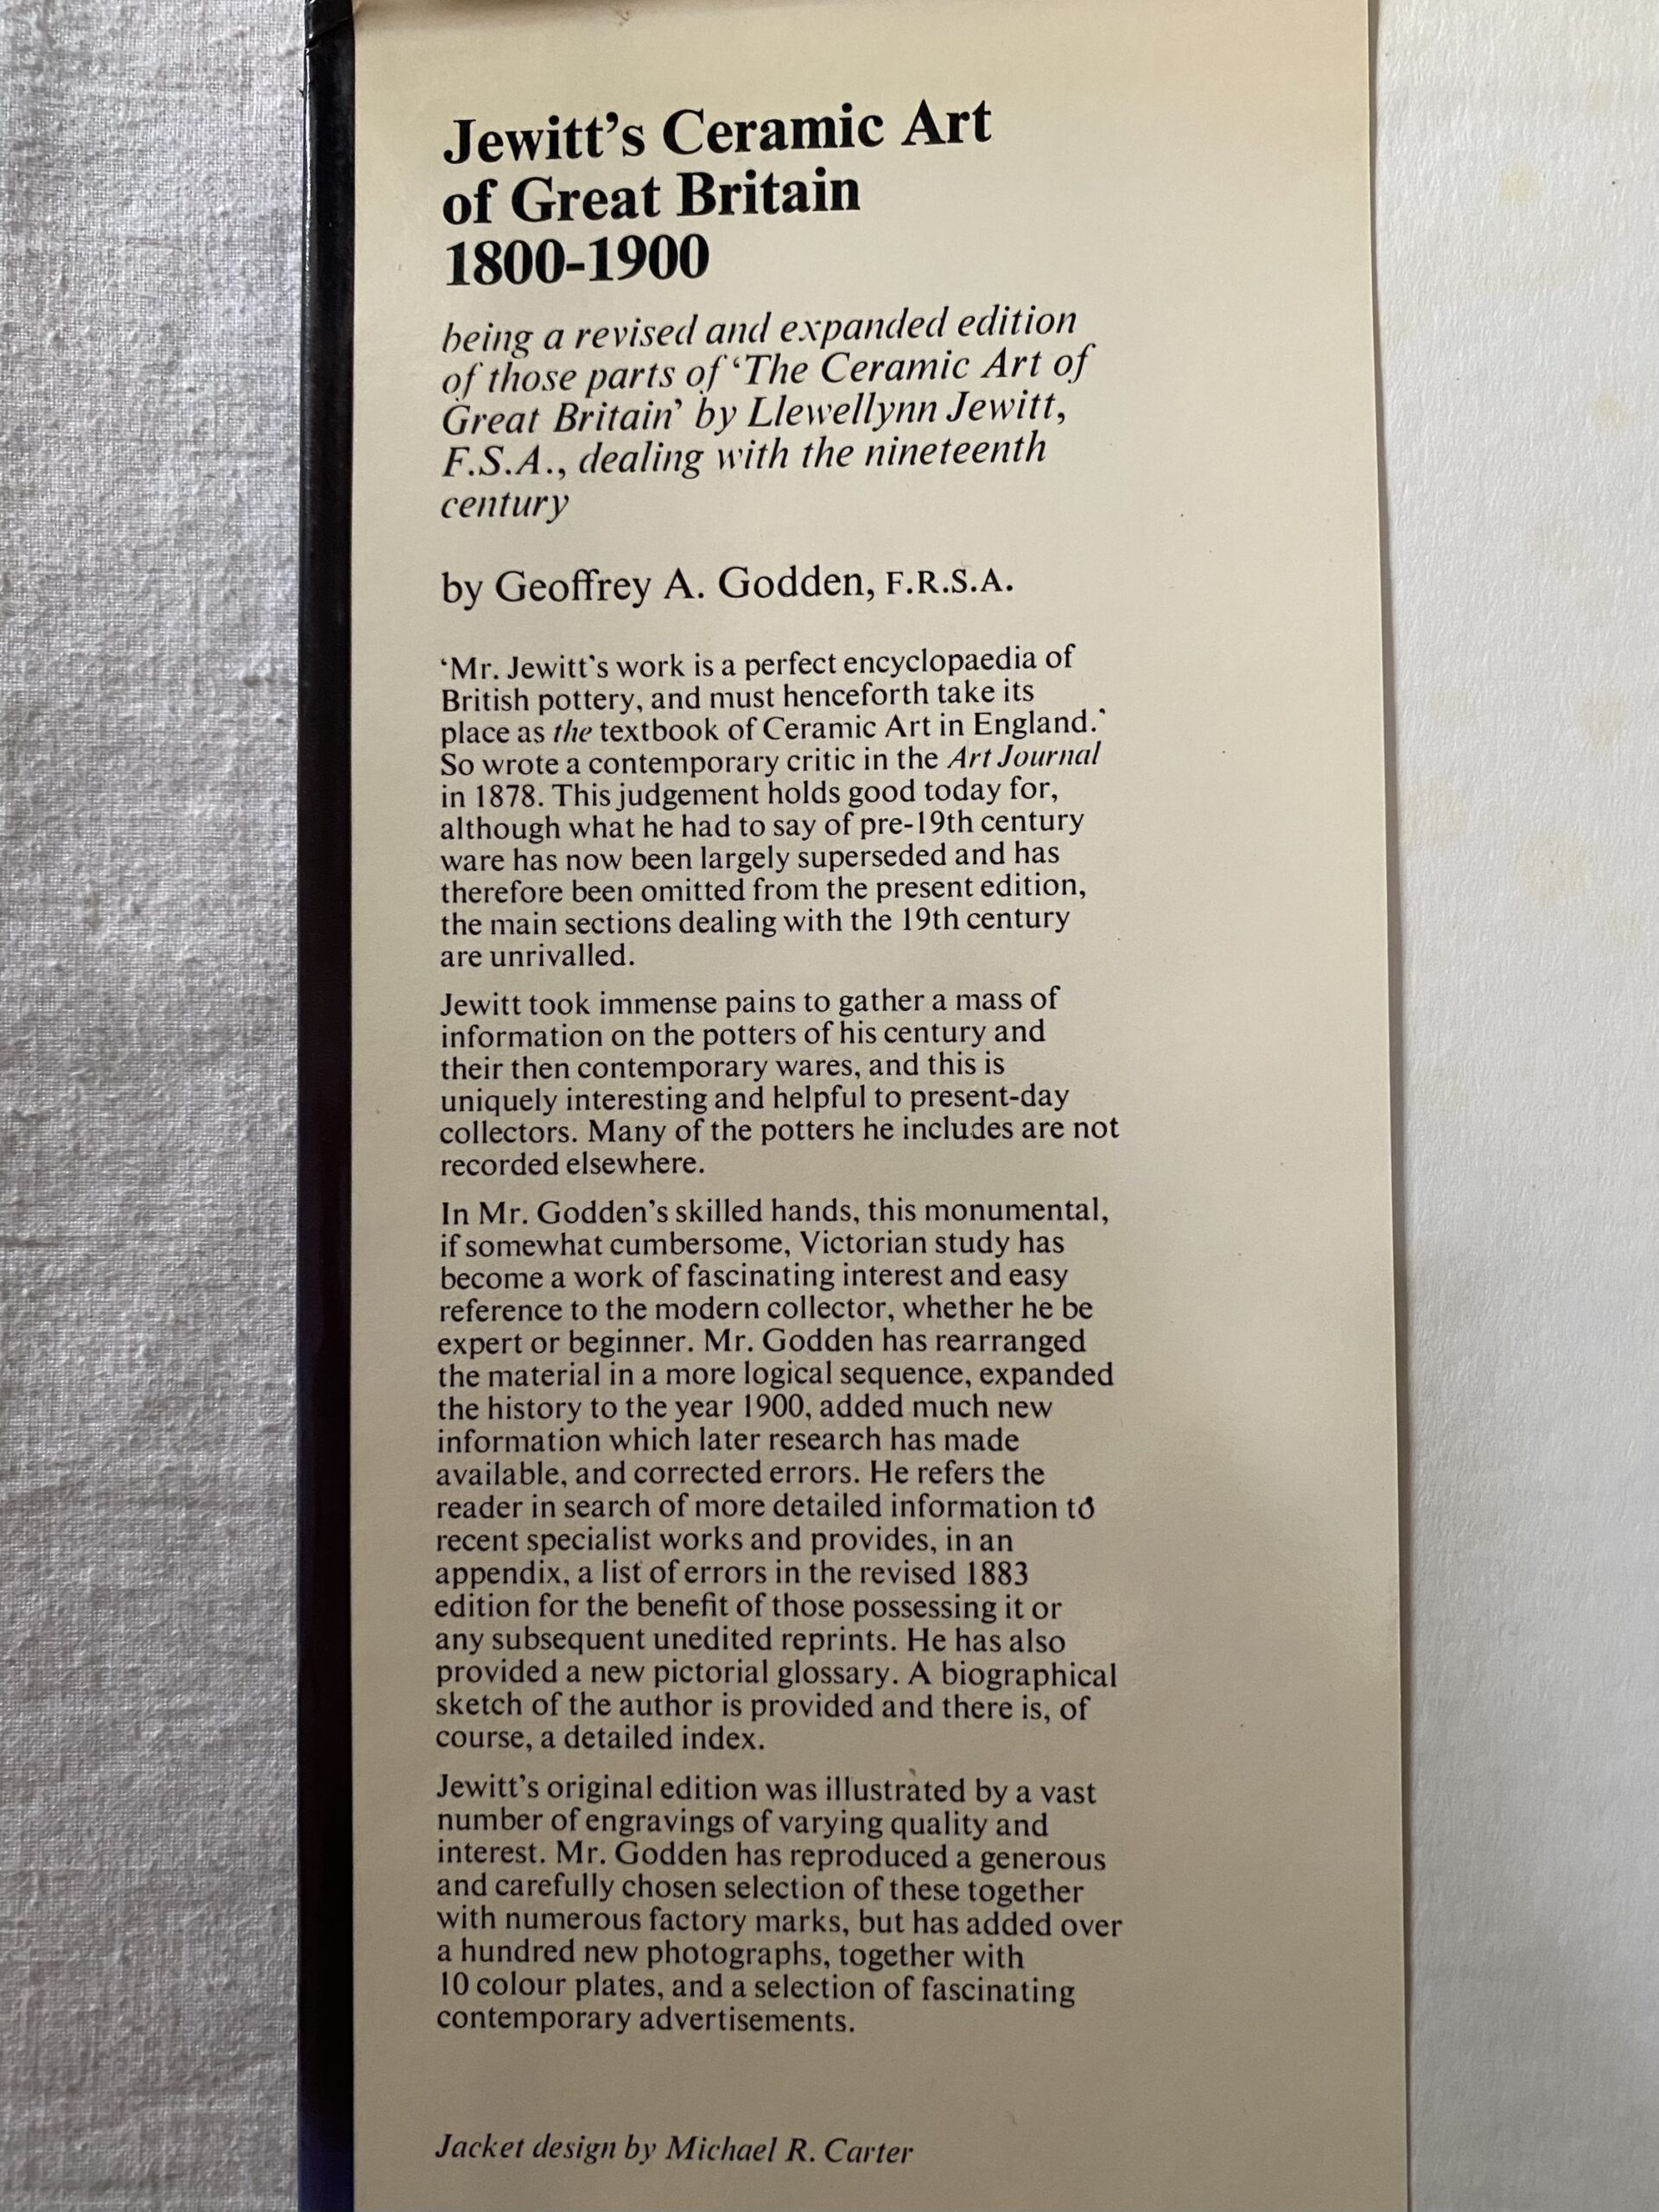 Jewitt's Ceramic Art
of Great Britain
1800-1900
being a revised and expanded edition
of those parts of ‘The Ceramic Art of
Great Britain’ by Llewellynn Jewitt,
F.S.A., dealing with the nineteenth
century
by Geoffrey A. Godden, F.R.S.A.
‘Mr. Jewitt's work is a perfect encyclopaedia of
British pottery, and must henceforth take its
place as the textbook of Ceramic Art in England.’
So wrote a contemporary critic in the Art Journal
in 1878. This judgement holds good today for,
although what he had to say of pre-19th century
ware has now been largely superseded and has
therefore been omitted from the present edition,
the main sections dealing with the 19th century
are unrivalled.
Jewitt took immense pains to gather a mass of
information on the potters of his century and
their then contemporary wares, and this is
uniquely interesting and helpful to present-day
collectors. Many of the potters he includes are not
recorded elsewhere.
In Mr. Godden's skilled hands, this monumental,
if somewhat cumbersome, Victorian study has
become a work of fascinating interest and easy
reference to the modern collector, whether he be
expert or beginner. Mr. Godden has rearranged
the material in a more logical sequence, expanded
the history to the year 1900, added much new
information which later research has made
available, and corrected errors. He refers the
reader in search of more detailed information to
recent specialist works and provides, in an
appendix, a list of errors in the revised 1883
edition for the benefit of those possessing it or
any subsequent unedited reprints. He has also
provided a new pictorial glossary. A biographical
sketch of the author is provided and there is, of
course, a detailed index.
Jewitt's original edition was illustrated by a vast
number of engravings of varying quality and
interest. Mr. Godden has reproduced a generous
and carefully chosen selection of these together
with numerous factory marks, but has added over
a hundred new photographs, together with
10 colour plates, and a selection of fascinating
contemporary advertisements.
Jacket design by Michael R. Carter